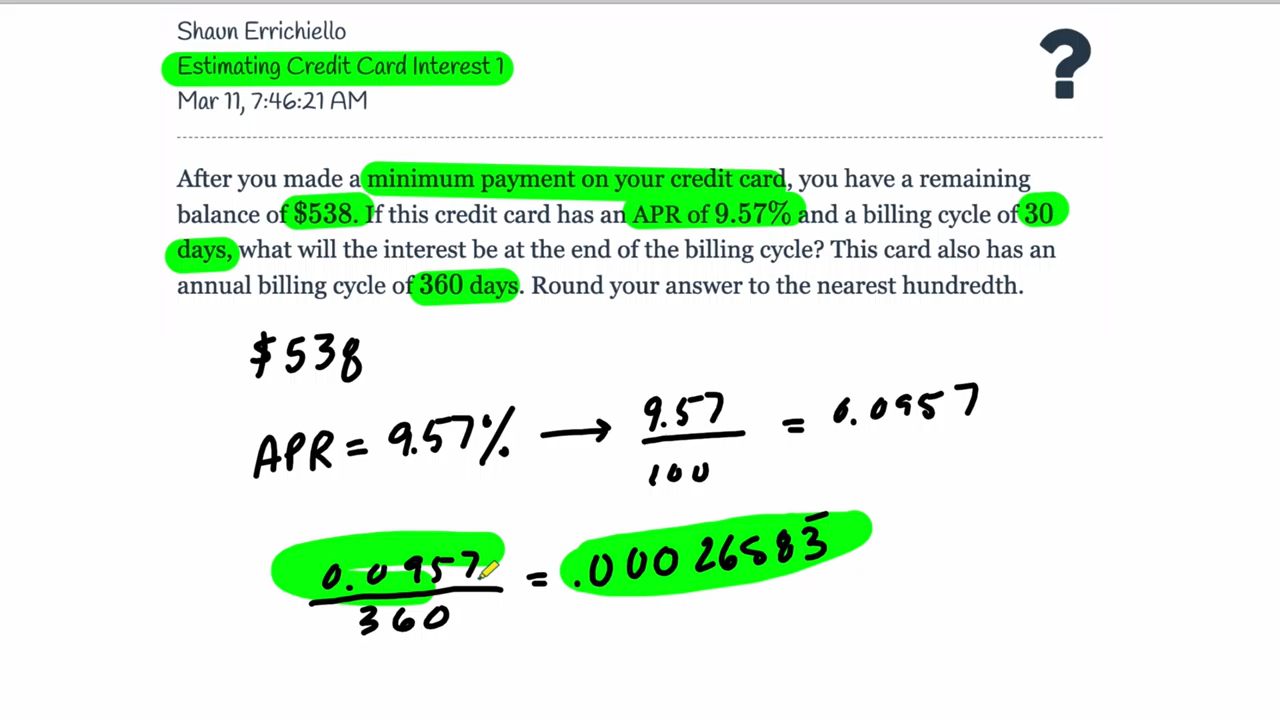 Shaun Errichiello
Estimating Credit Card Interest 1
Mar 11, 7:46:21 AM
?
After you made a minimum payment on your credit card, you have a remaining
balance of $538. If this credit card has an APR of 9.57% and a billing cycle of 30
days, what will the interest be at the end of the billing cycle? This card also has an
annual billing cycle of 360 days. Round your answer to the nearest hundredth.
$538
APR = 9.57% → 9.57/100 = 0.0957
0.0957/360 = .00026583̅